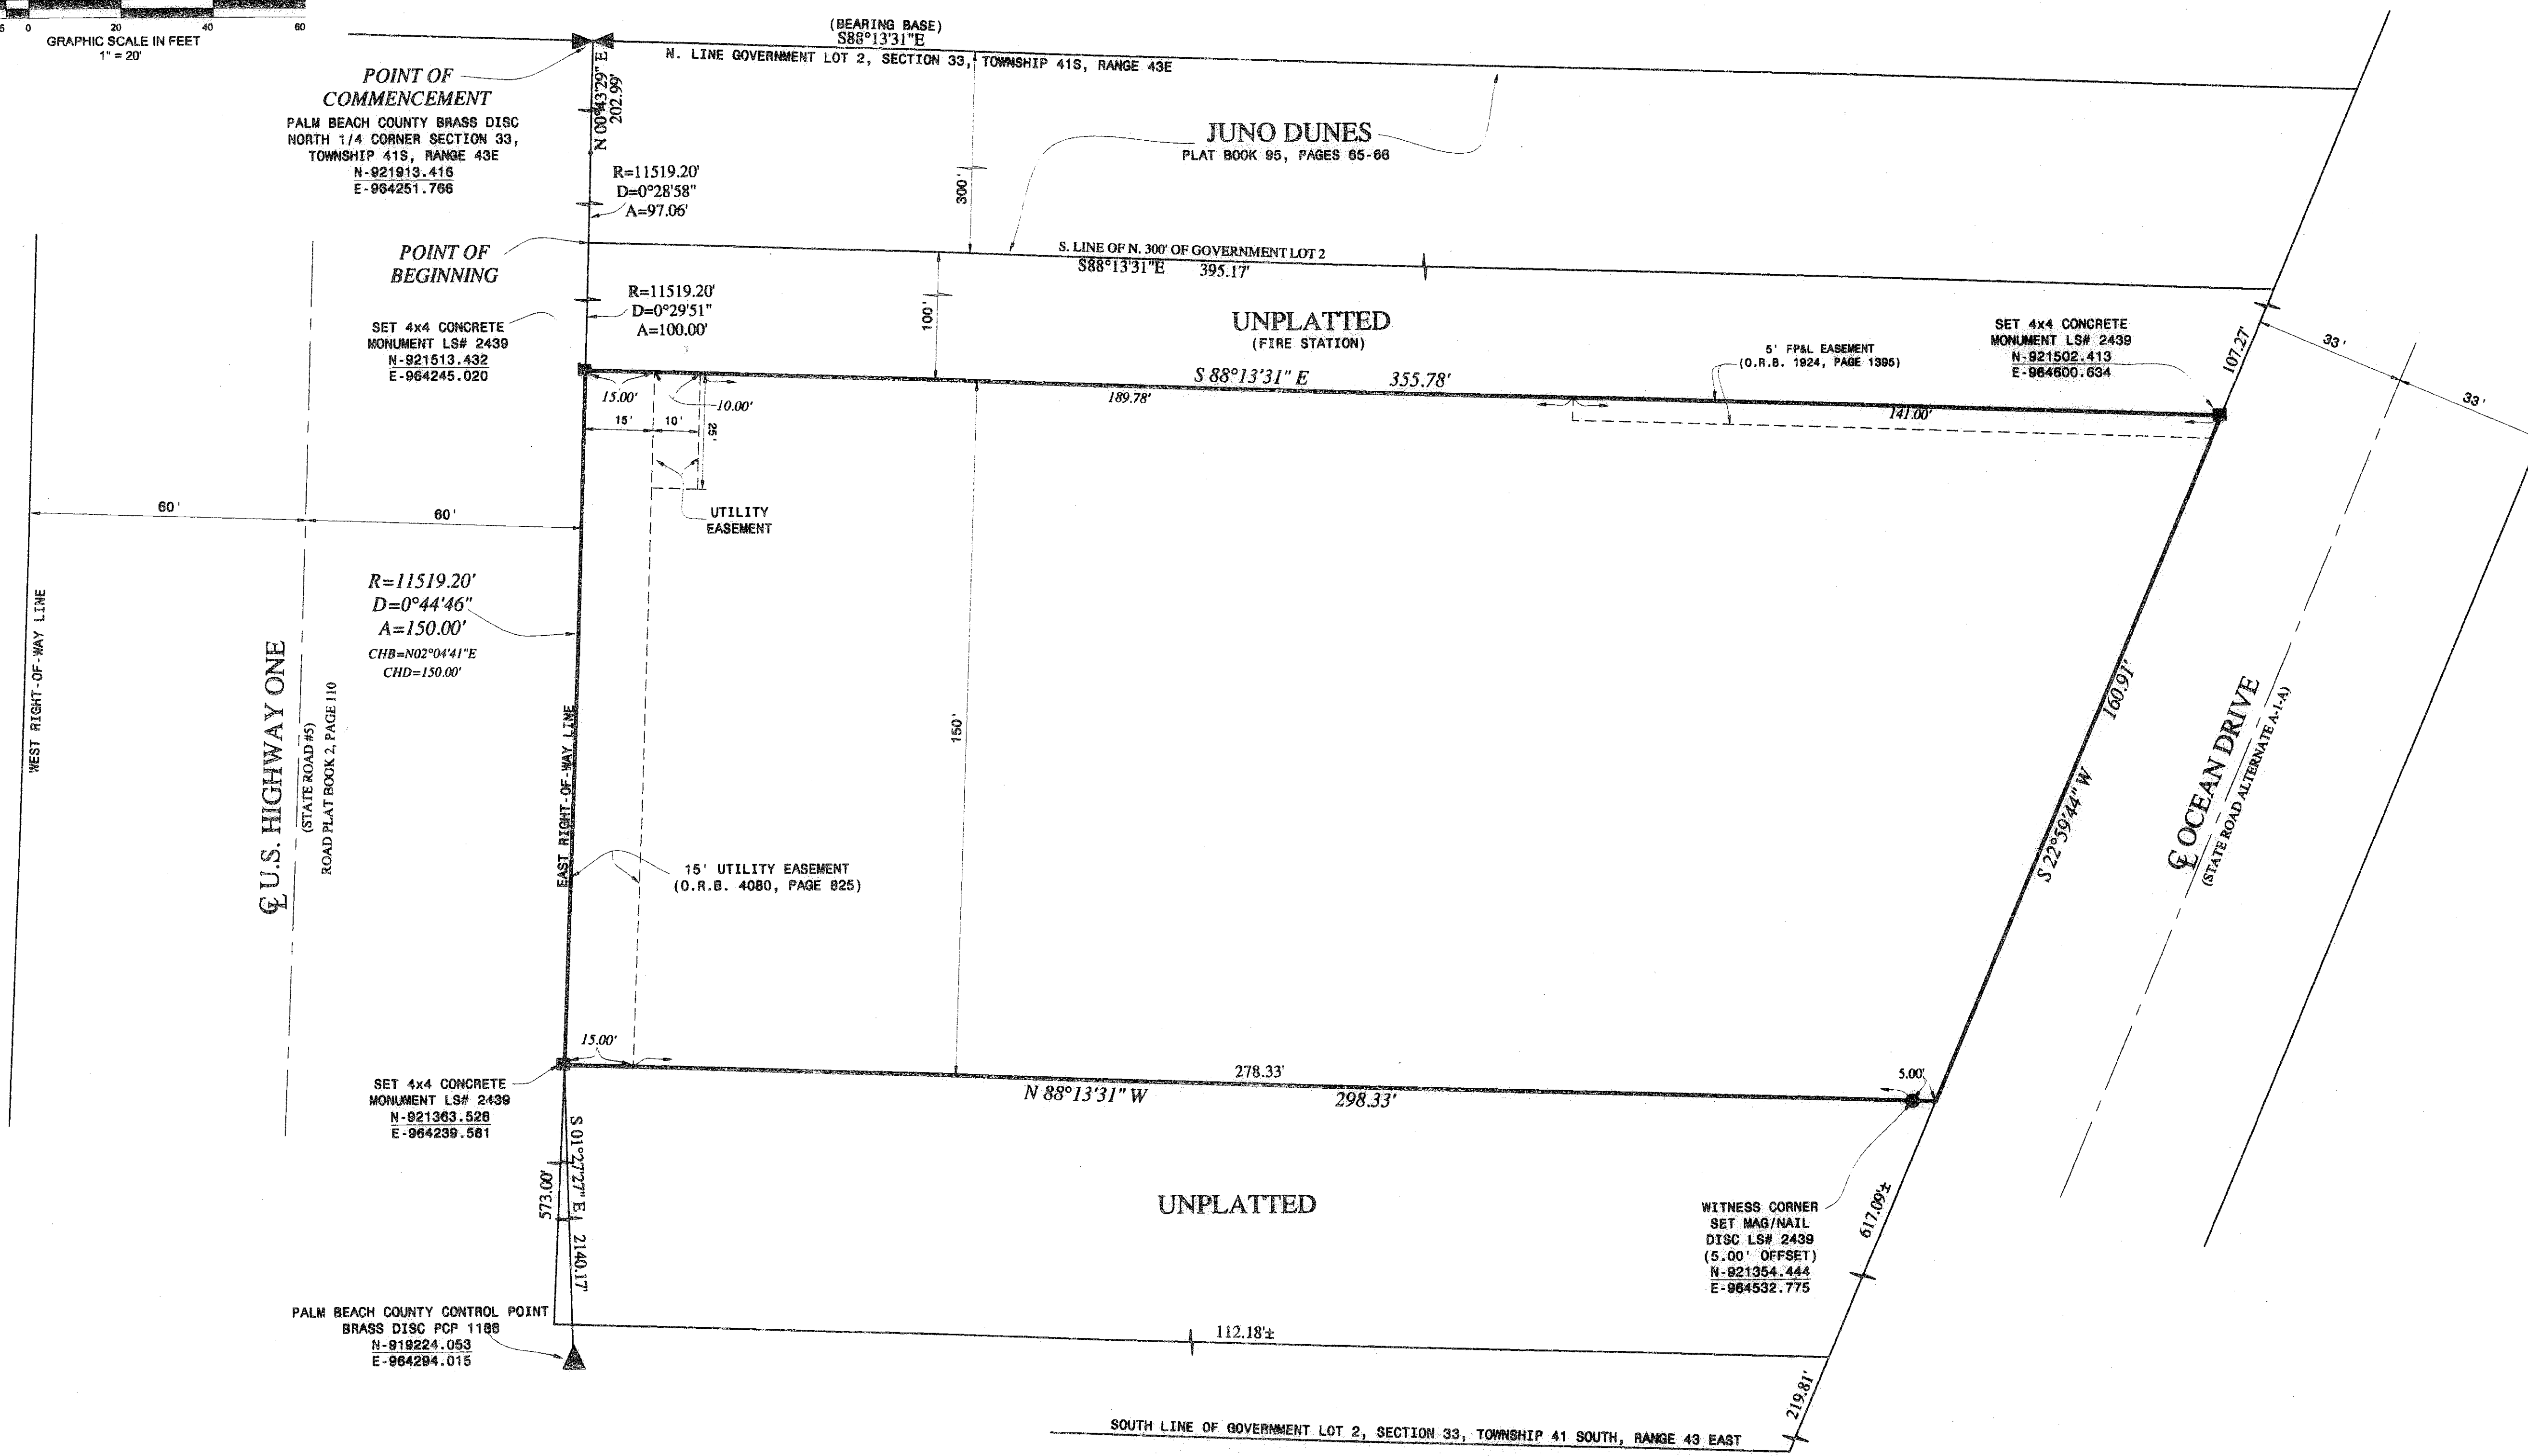 5 0 20 40 60
GRAPHIC SCALE IN FEET
1" = 20'
(BEARING BASE)
S88°13'31"E
N. LINE GOVERNMENT LOT 2, SECTION 33, TOWNSHIP 41S, RANGE 43E
POINT OF
COMMENCEMENT
PALM BEACH COUNTY BRASS DISC
NORTH 1/4 CORNER SECTION 33,
TOWNSHIP 41S, RANGE 43E
N-921913.416
E-964251.766
N 00°43'29" E
202.99'
JUNO DUNES
PLAT BOOK 95, PAGES 65-66
300'
R=11519.20'
D=0°28'58"
A=97.06'
POINT OF
BEGINNING
S. LINE OF N. 300' OF GOVERNMENT LOT 2
S88°13'31"E 395.17'
R=11519.20'
D=0°29'51"
A=100.00'
100'
UNPLATTED
(FIRE STATION)
SET 4x4 CONCRETE
MONUMENT LS# 2439
N-921513.432
E-964245.020
5' FP&L EASEMENT
(O.R.B. 1924, PAGE 1395)
SET 4x4 CONCRETE
MONUMENT LS# 2439
N-921502.413
E-964600.634
107.27'
33'
33'
S 88°13'31" E 355.78'
15.00'
10.00'
189.78'
141.00'
15'
10'
25'
UTILITY
EASEMENT
60'
60'
R=11519.20'
D=0°44'46"
A=150.00'
CHB=N02°04'41"E
CHD=150.00'
WEST RIGHT-OF-WAY LINE
℄ U.S. HIGHWAY ONE
(STATE ROAD #5)
ROAD PLAT BOOK 2, PAGE 110
EAST RIGHT-OF-WAY LINE
150'
15' UTILITY EASEMENT
(O.R.B. 4080, PAGE 825)
160.91'
S 22°59'44" W
℄ OCEAN DRIVE
(STATE ROAD ALTERNATE A-1-A)
15.00'
278.33'
5.00'
N 88°13'31" W 298.33'
SET 4x4 CONCRETE
MONUMENT LS# 2439
N-921363.528
E-964239.581
573.00'
S 01°27'27" E 2140.17'
UNPLATTED
WITNESS CORNER
SET MAG/NAIL
DISC LS# 2439
(5.00' OFFSET)
N-921354.444
E-964532.775
617.09'±
PALM BEACH COUNTY CONTROL POINT
BRASS DISC PCP 1186
N-919224.053
E-964294.015
112.18'±
219.81'
SOUTH LINE OF GOVERNMENT LOT 2, SECTION 33, TOWNSHIP 41 SOUTH, RANGE 43 EAST